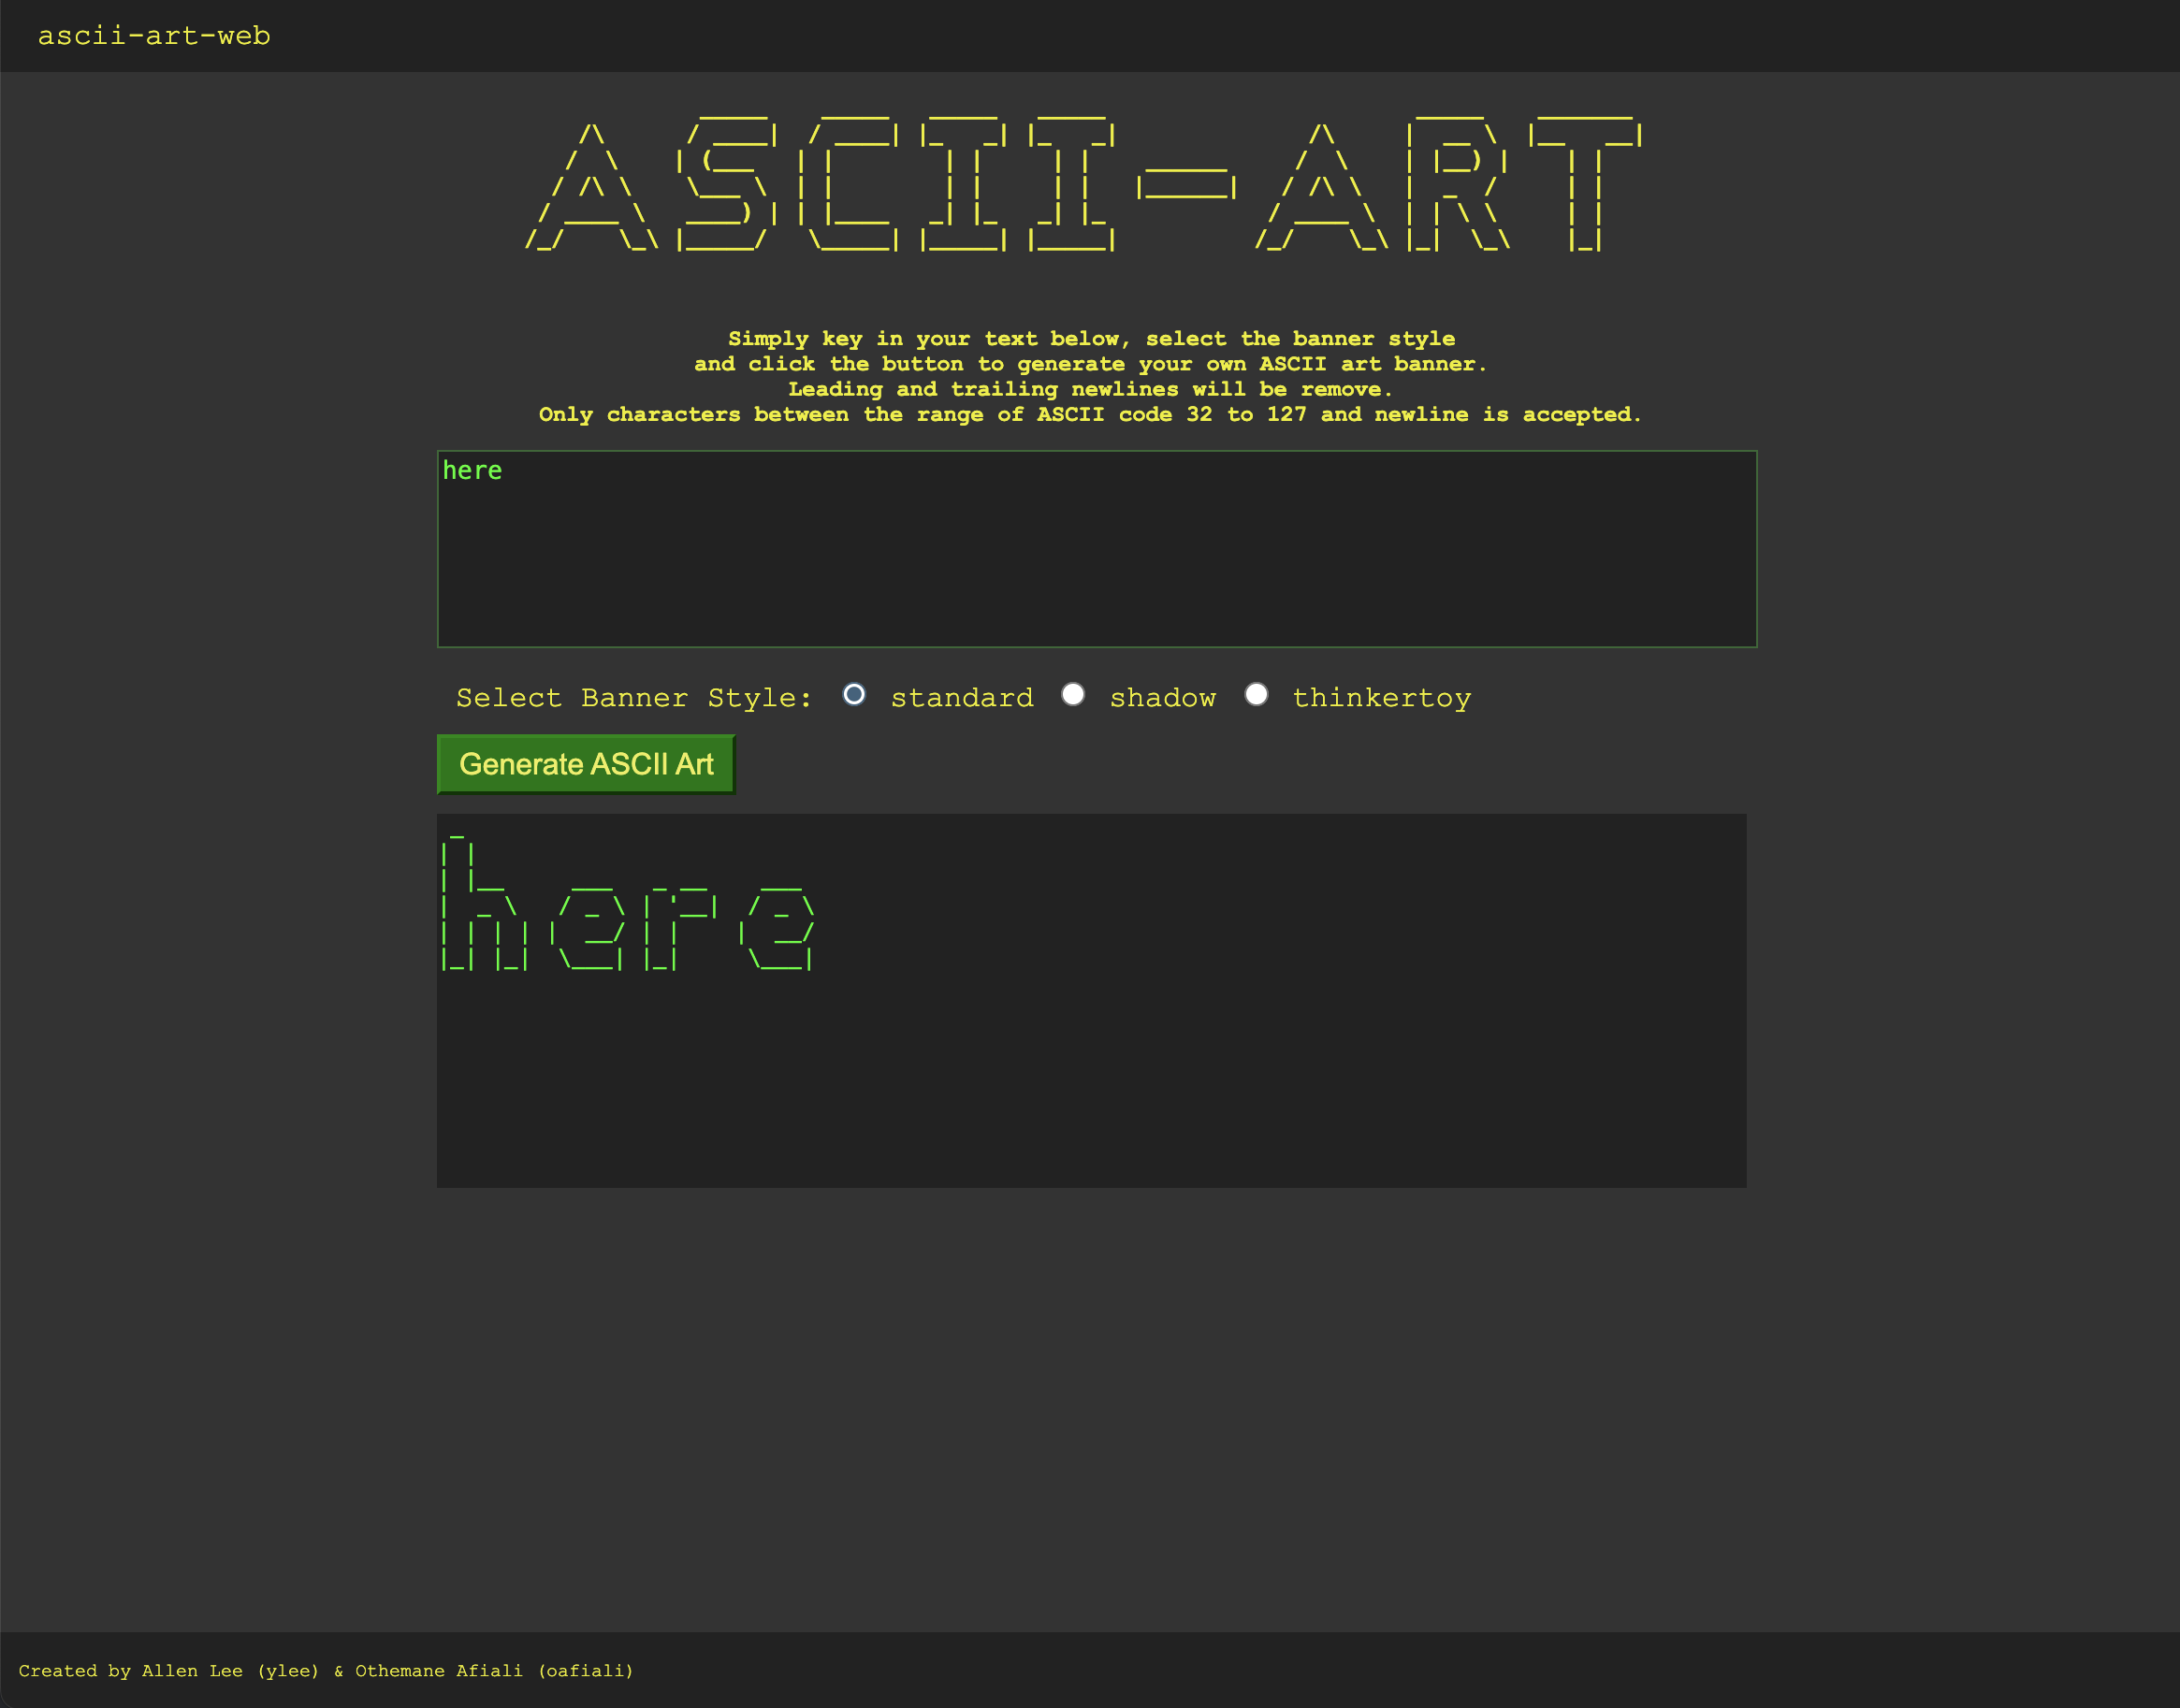 ascii-art-web
ASCII-ART
Simply key in your text below, select the banner style
and click the button to generate your own ASCII art banner.
Leading and trailing newlines will be remove.
Only characters between the range of ASCII code 32 to 127 and newline is accepted.
here
Select Banner Style: standard shadow thinkertoy
Generate ASCII Art
here
Created by Allen Lee (ylee) & Othemane Afiali (oafiali)